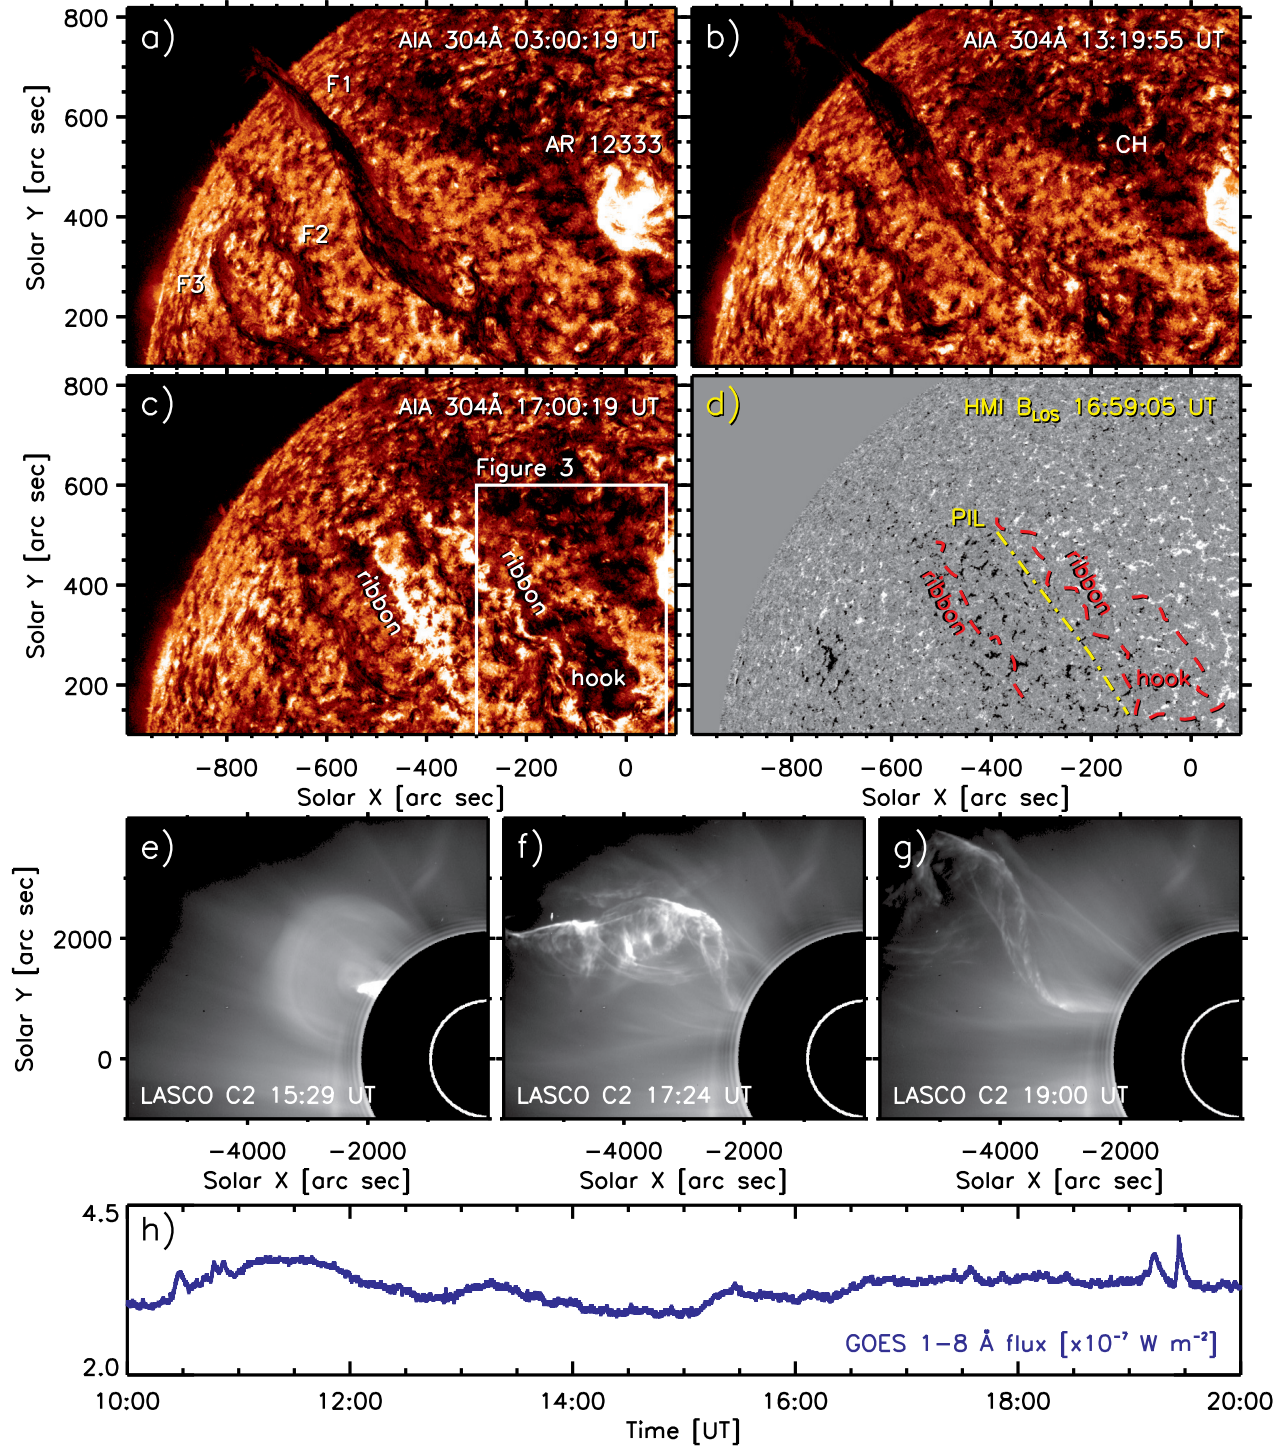 a)
AIA 304Å 03:00:19 UT
F1
AR 12333
F2
F3
800
600
400
200
Solar Y [arc sec]
b)
AIA 304Å 13:19:55 UT
CH
c)
AIA 304Å 17:00:19 UT
Figure 3
ribbon
ribbon
hook
800
600
400
200
Solar Y [arc sec]
−800 −600 −400 −200 0
Solar X [arc sec]
d)
HMI B_LOS 16:59:05 UT
PIL
ribbon
ribbon
hook
−800 −600 −400 −200 0
Solar X [arc sec]
e)
LASCO C2 15:29 UT
2000
0
Solar Y [arc sec]
−4000 −2000
Solar X [arc sec]
f)
LASCO C2 17:24 UT
−4000 −2000
Solar X [arc sec]
g)
LASCO C2 19:00 UT
−4000 −2000
Solar X [arc sec]
4.5
2.0
h)
GOES 1−8 Å flux [x10⁻⁷ W m⁻²]
10:00 12:00 14:00 16:00 18:00 20:00
Time [UT]